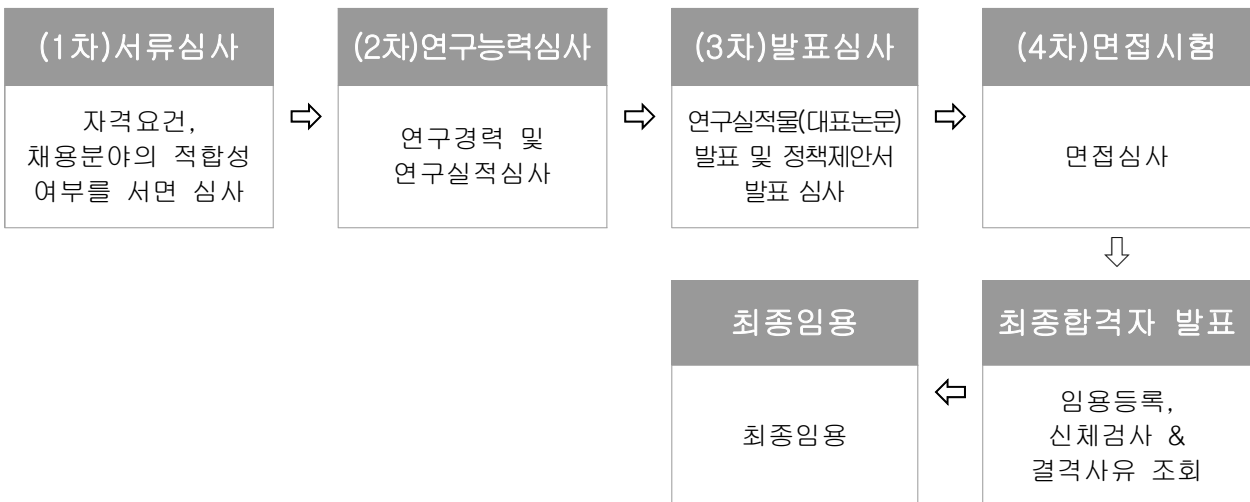 (1차)서류심사
자격요건,
채용분야의 적합성
여부를 서면 심사
⇨
(2차)연구능력심사
연구경력 및
연구실적심사
⇨
(3차)발표심사
연구실적물(대표논문)
발표 및 정책제안서
발표 심사
⇨
(4차)면접시험
면접심사
⇩
최종합격자 발표
임용등록,
신체검사 &
결격사유 조회
⇦
최종임용
최종임용